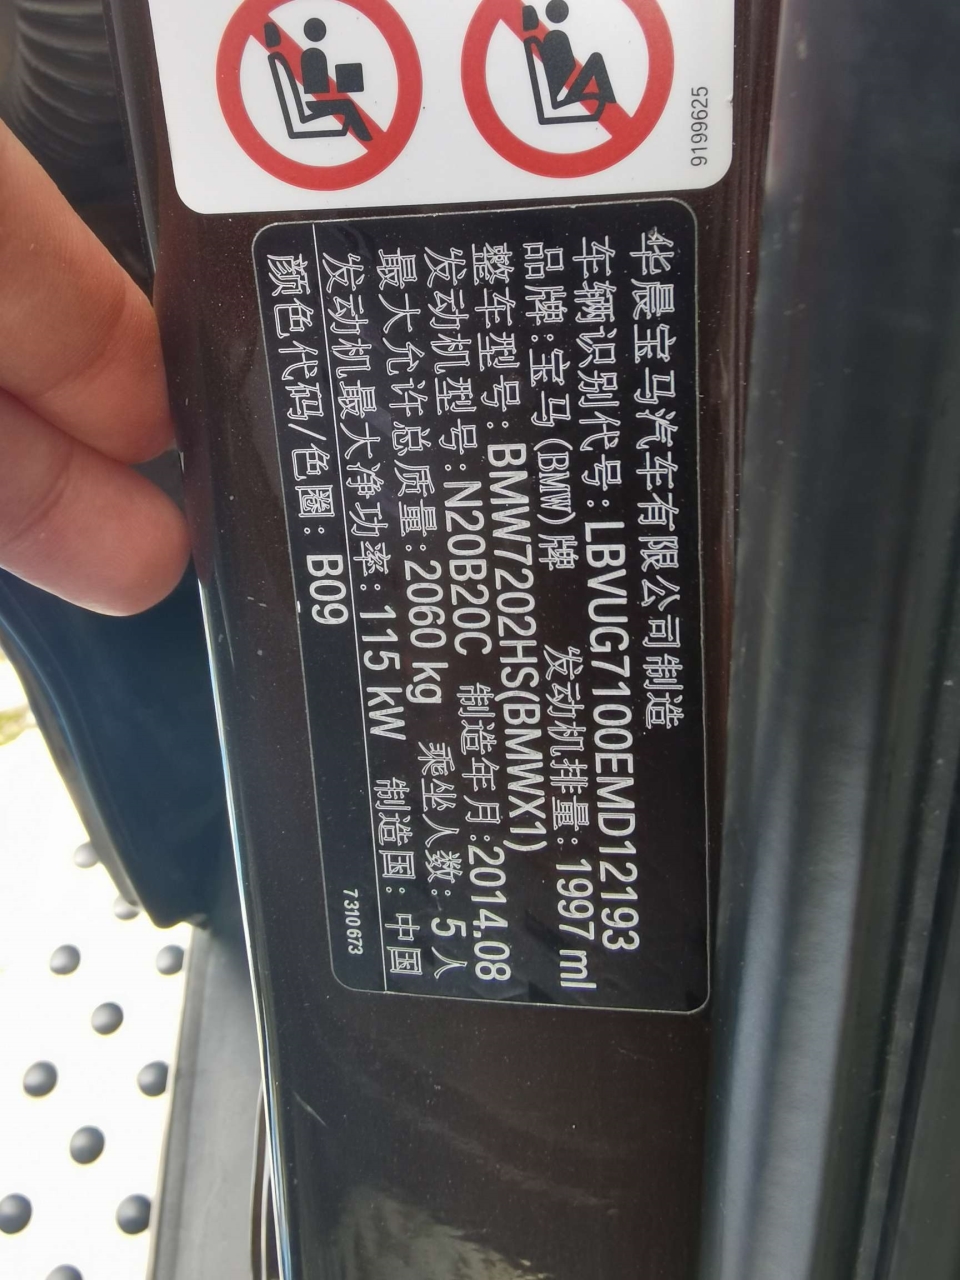 9199625
华晨宝马汽车有限公司制造
车辆识别代号:LBVUG7100EMD12193
品牌:宝马(BMW)牌 发动机排量:1997 ml
整车型号:BMW7202HS(BMWX1)
发动机型号:N20B20C 制造年月:2014.08
最大允许总质量:2060 kg 乘坐人数:5人
发动机最大净功率:115 kW 制造国:中国
颜色代码/色圈:B09
7310673